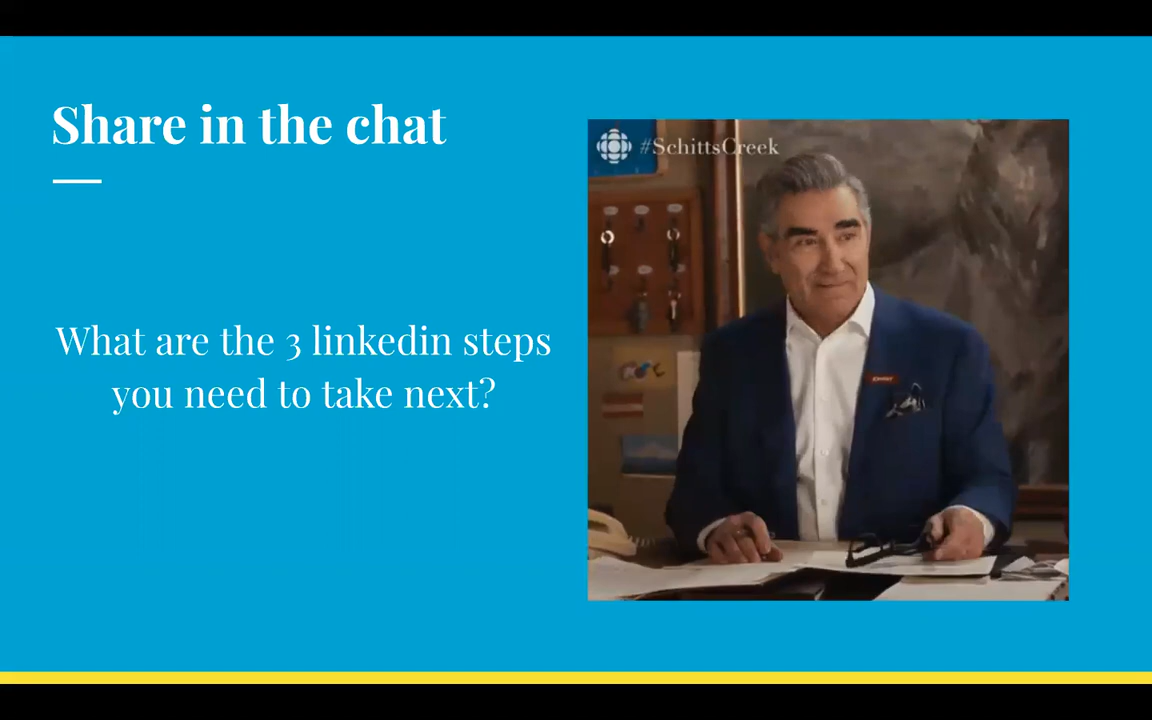 Share in the chat
#SchittsCreek
What are the 3 linkedin steps
you need to take next?